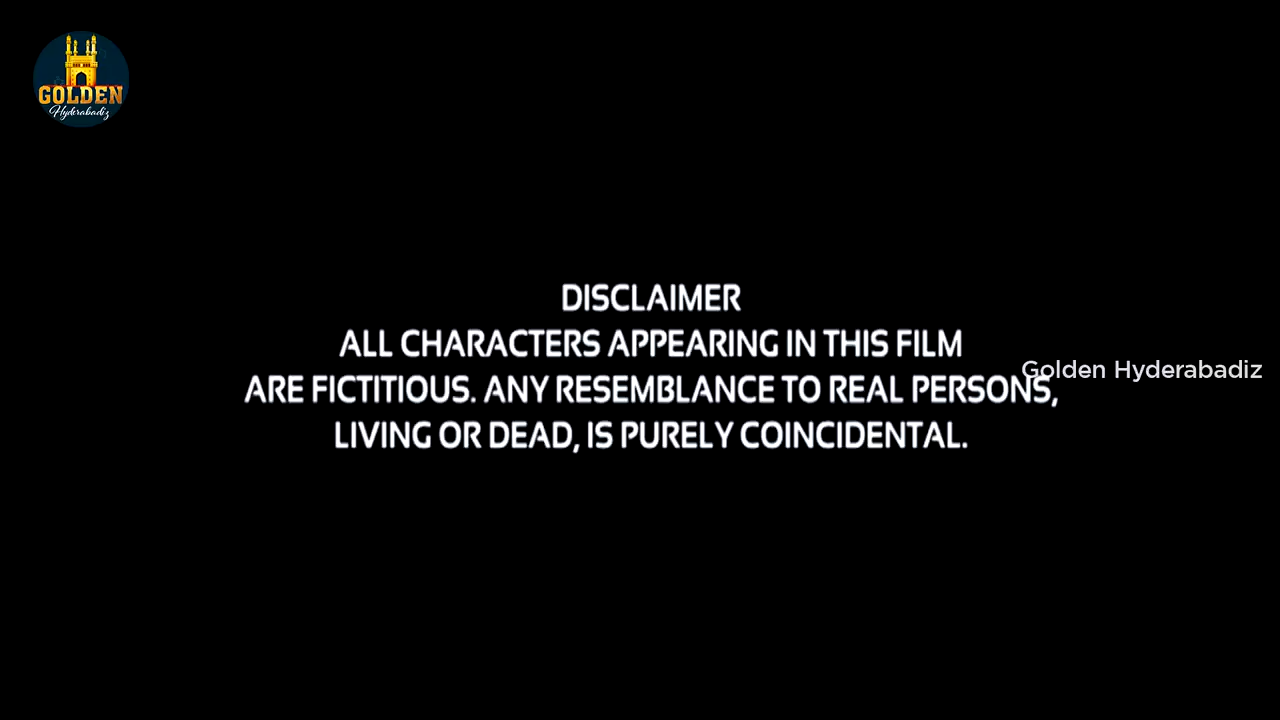 GOLDEN
Hyderabadiz
DISCLAIMER
ALL CHARACTERS APPEARING IN THIS FILM
ARE FICTITIOUS. ANY RESEMBLANCE TO REAL PERSONS,
Golden Hyderabadiz
LIVING OR DEAD, IS PURELY COINCIDENTAL.